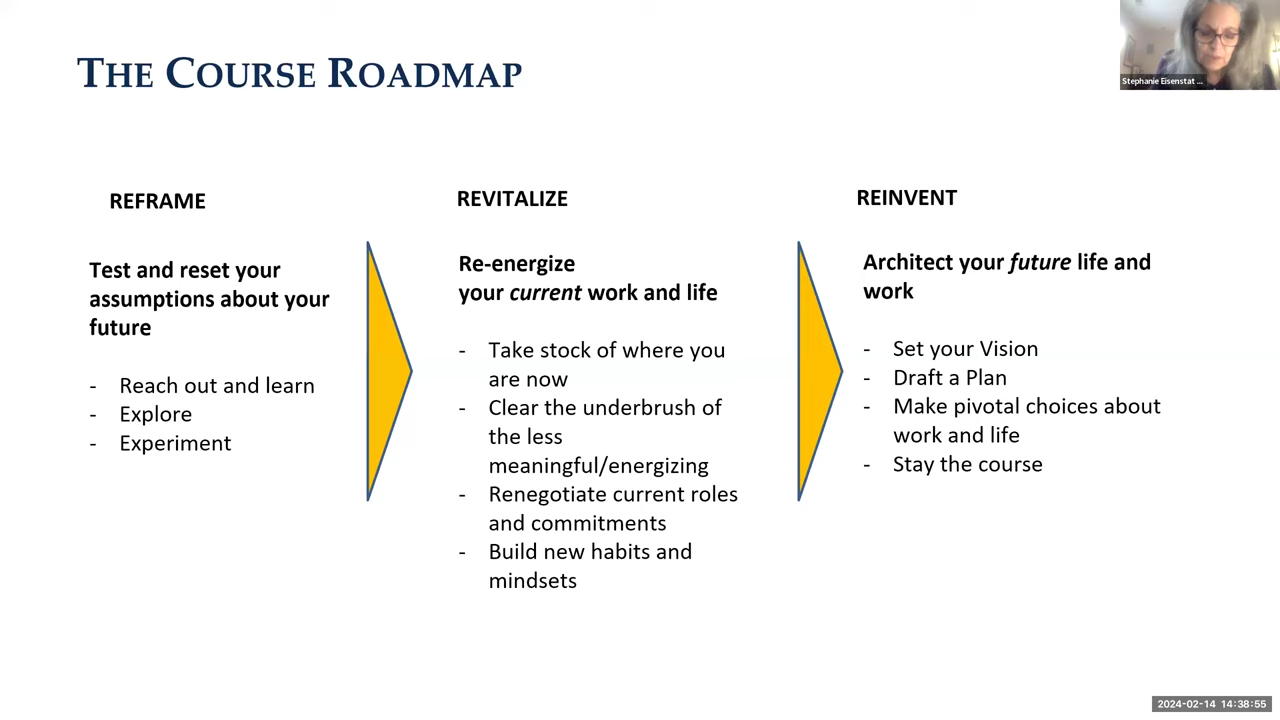 THE COURSE ROADMAP
Stephanie Eisenstat ...
REFRAME
Test and reset your
assumptions about your
future
- Reach out and learn
- Explore
- Experiment
REVITALIZE
Re-energize
your current work and life
- Take stock of where you
are now
- Clear the underbrush of
the less
meaningful/energizing
- Renegotiate current roles
and commitments
- Build new habits and
mindsets
REINVENT
Architect your future life and
work
- Set your Vision
- Draft a Plan
- Make pivotal choices about
work and life
- Stay the course
2024-02-14 14:38:55